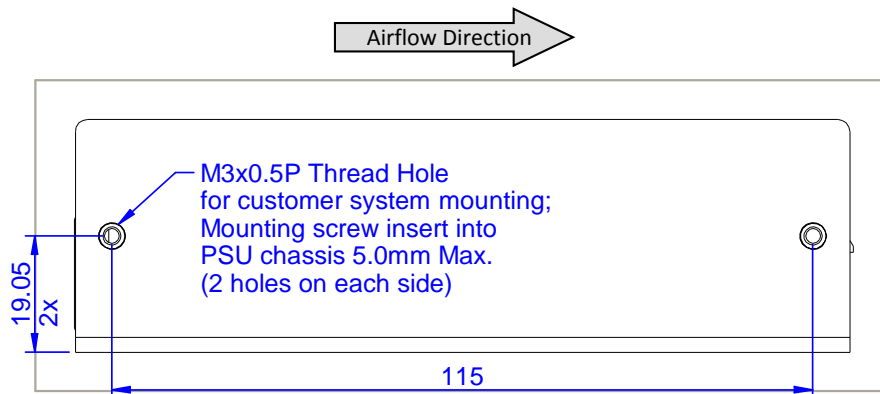 Airflow Direction
M3x0.5P Thread Hole
for customer system mounting;
Mounting screw insert into
PSU chassis 5.0mm Max.
(2 holes on each side)
19.05
2x
115